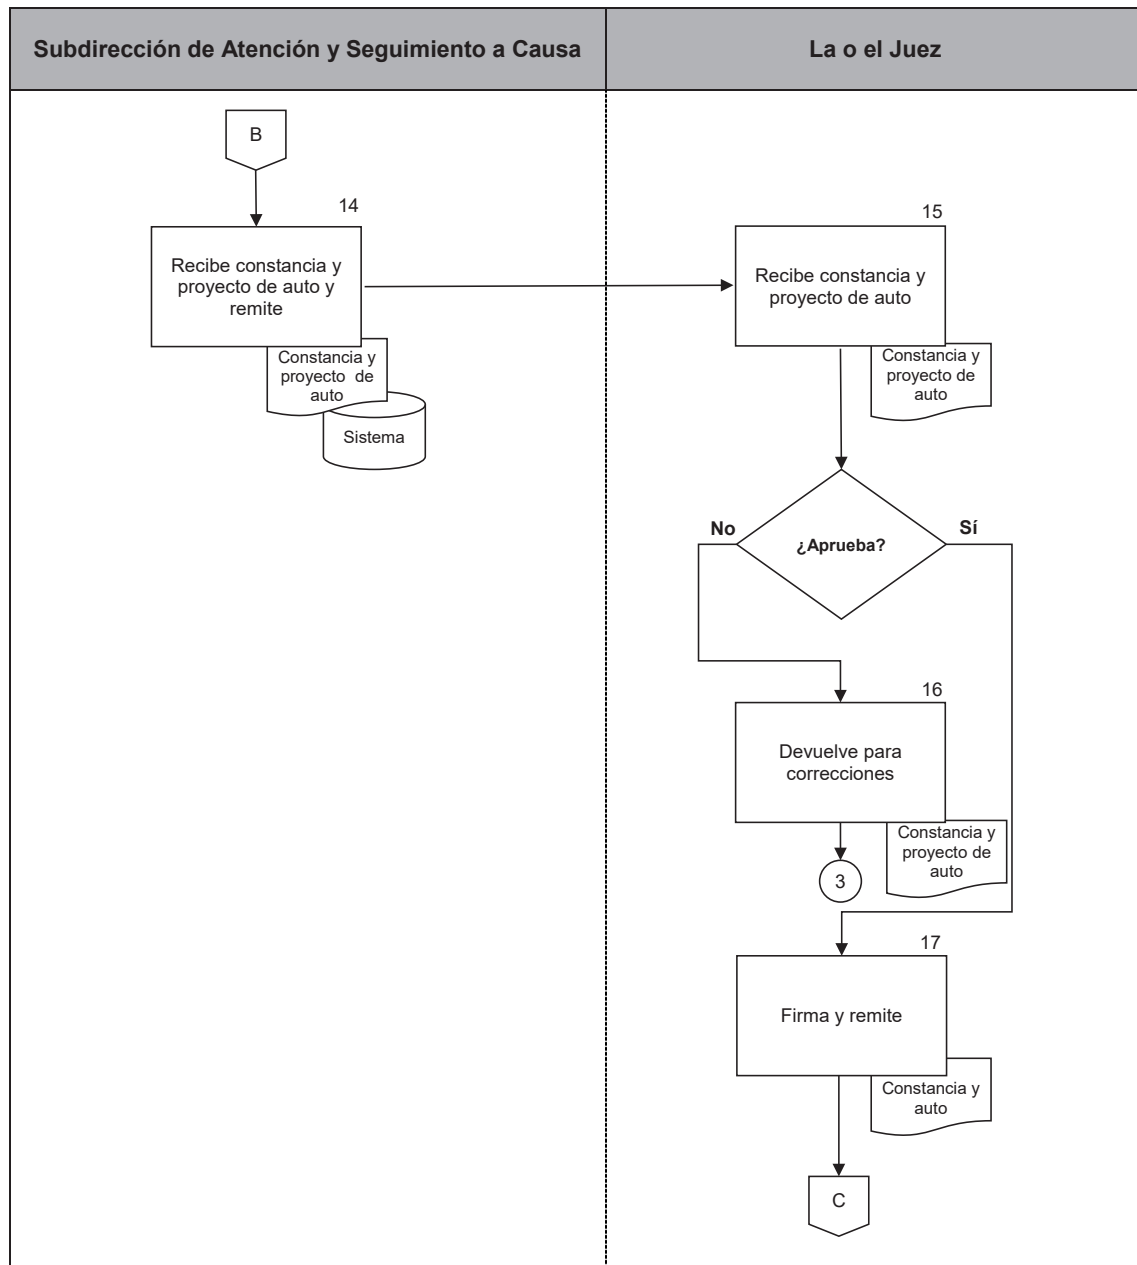 Subdirección de Atención y Seguimiento a Causa
La o el Juez
B
14
Recibe constancia y
proyecto de auto y
remite
Constancia y
proyecto de
auto
Sistema
15
Recibe constancia y
proyecto de auto
Constancia y
proyecto de
auto
No
¿Aprueba?
Sí
16
Devuelve para
correcciones
Constancia y
proyecto de
auto
3
17
Firma y remite
Constancia y
auto
C